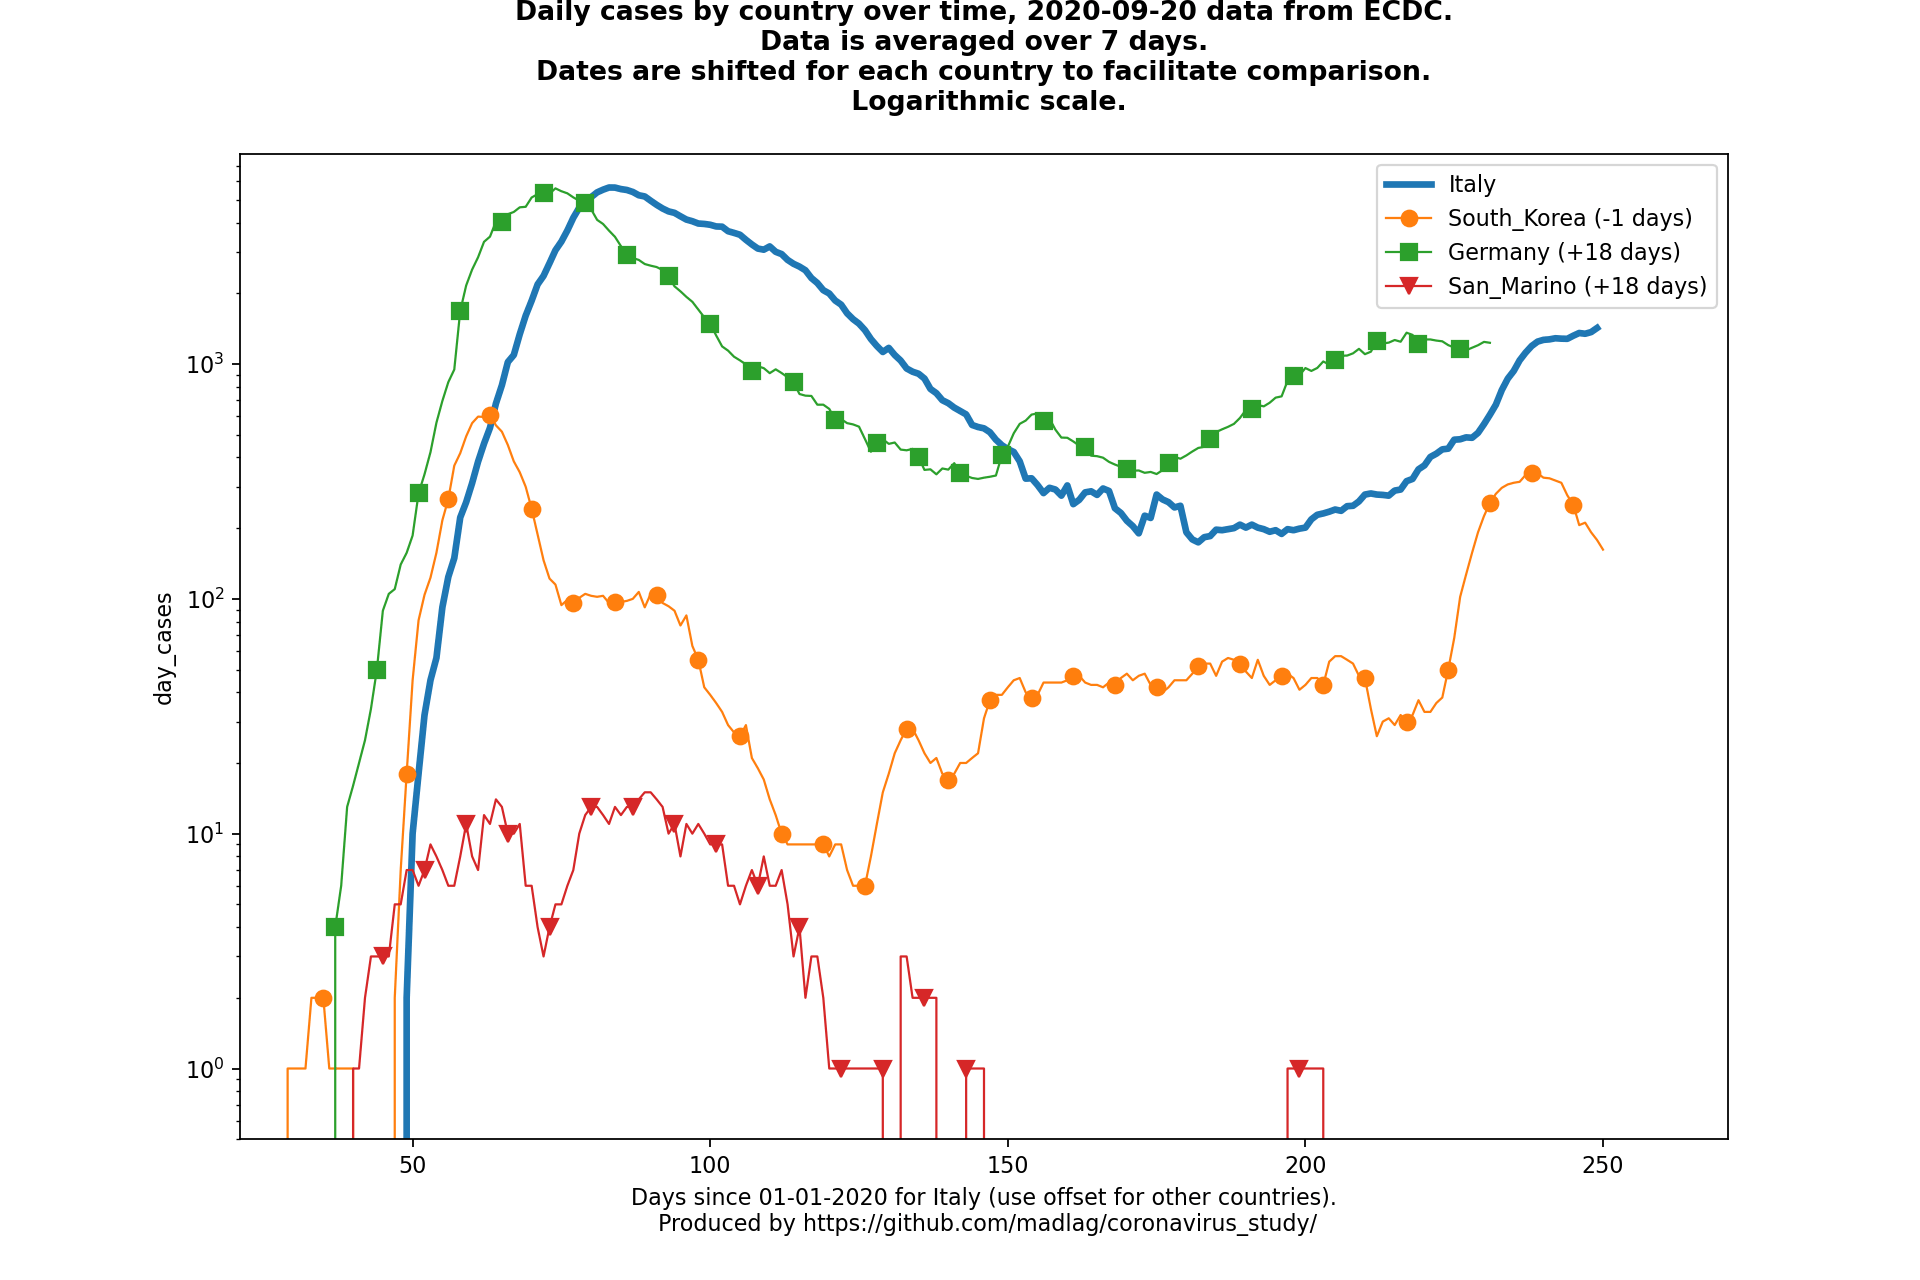 Daily cases by country over time, 2020-09-20 data from ECDC.
Data is averaged over 7 days.
Dates are shifted for each country to facilitate comparison.
Logarithmic scale.
Italy
South_Korea (-1 days)
Germany (+18 days)
San_Marino (+18 days)
day_cases
10³
10²
10¹
10⁰
50 100 150 200 250
Days since 01-01-2020 for Italy (use offset for other countries).
Produced by https://github.com/madlag/coronavirus_study/